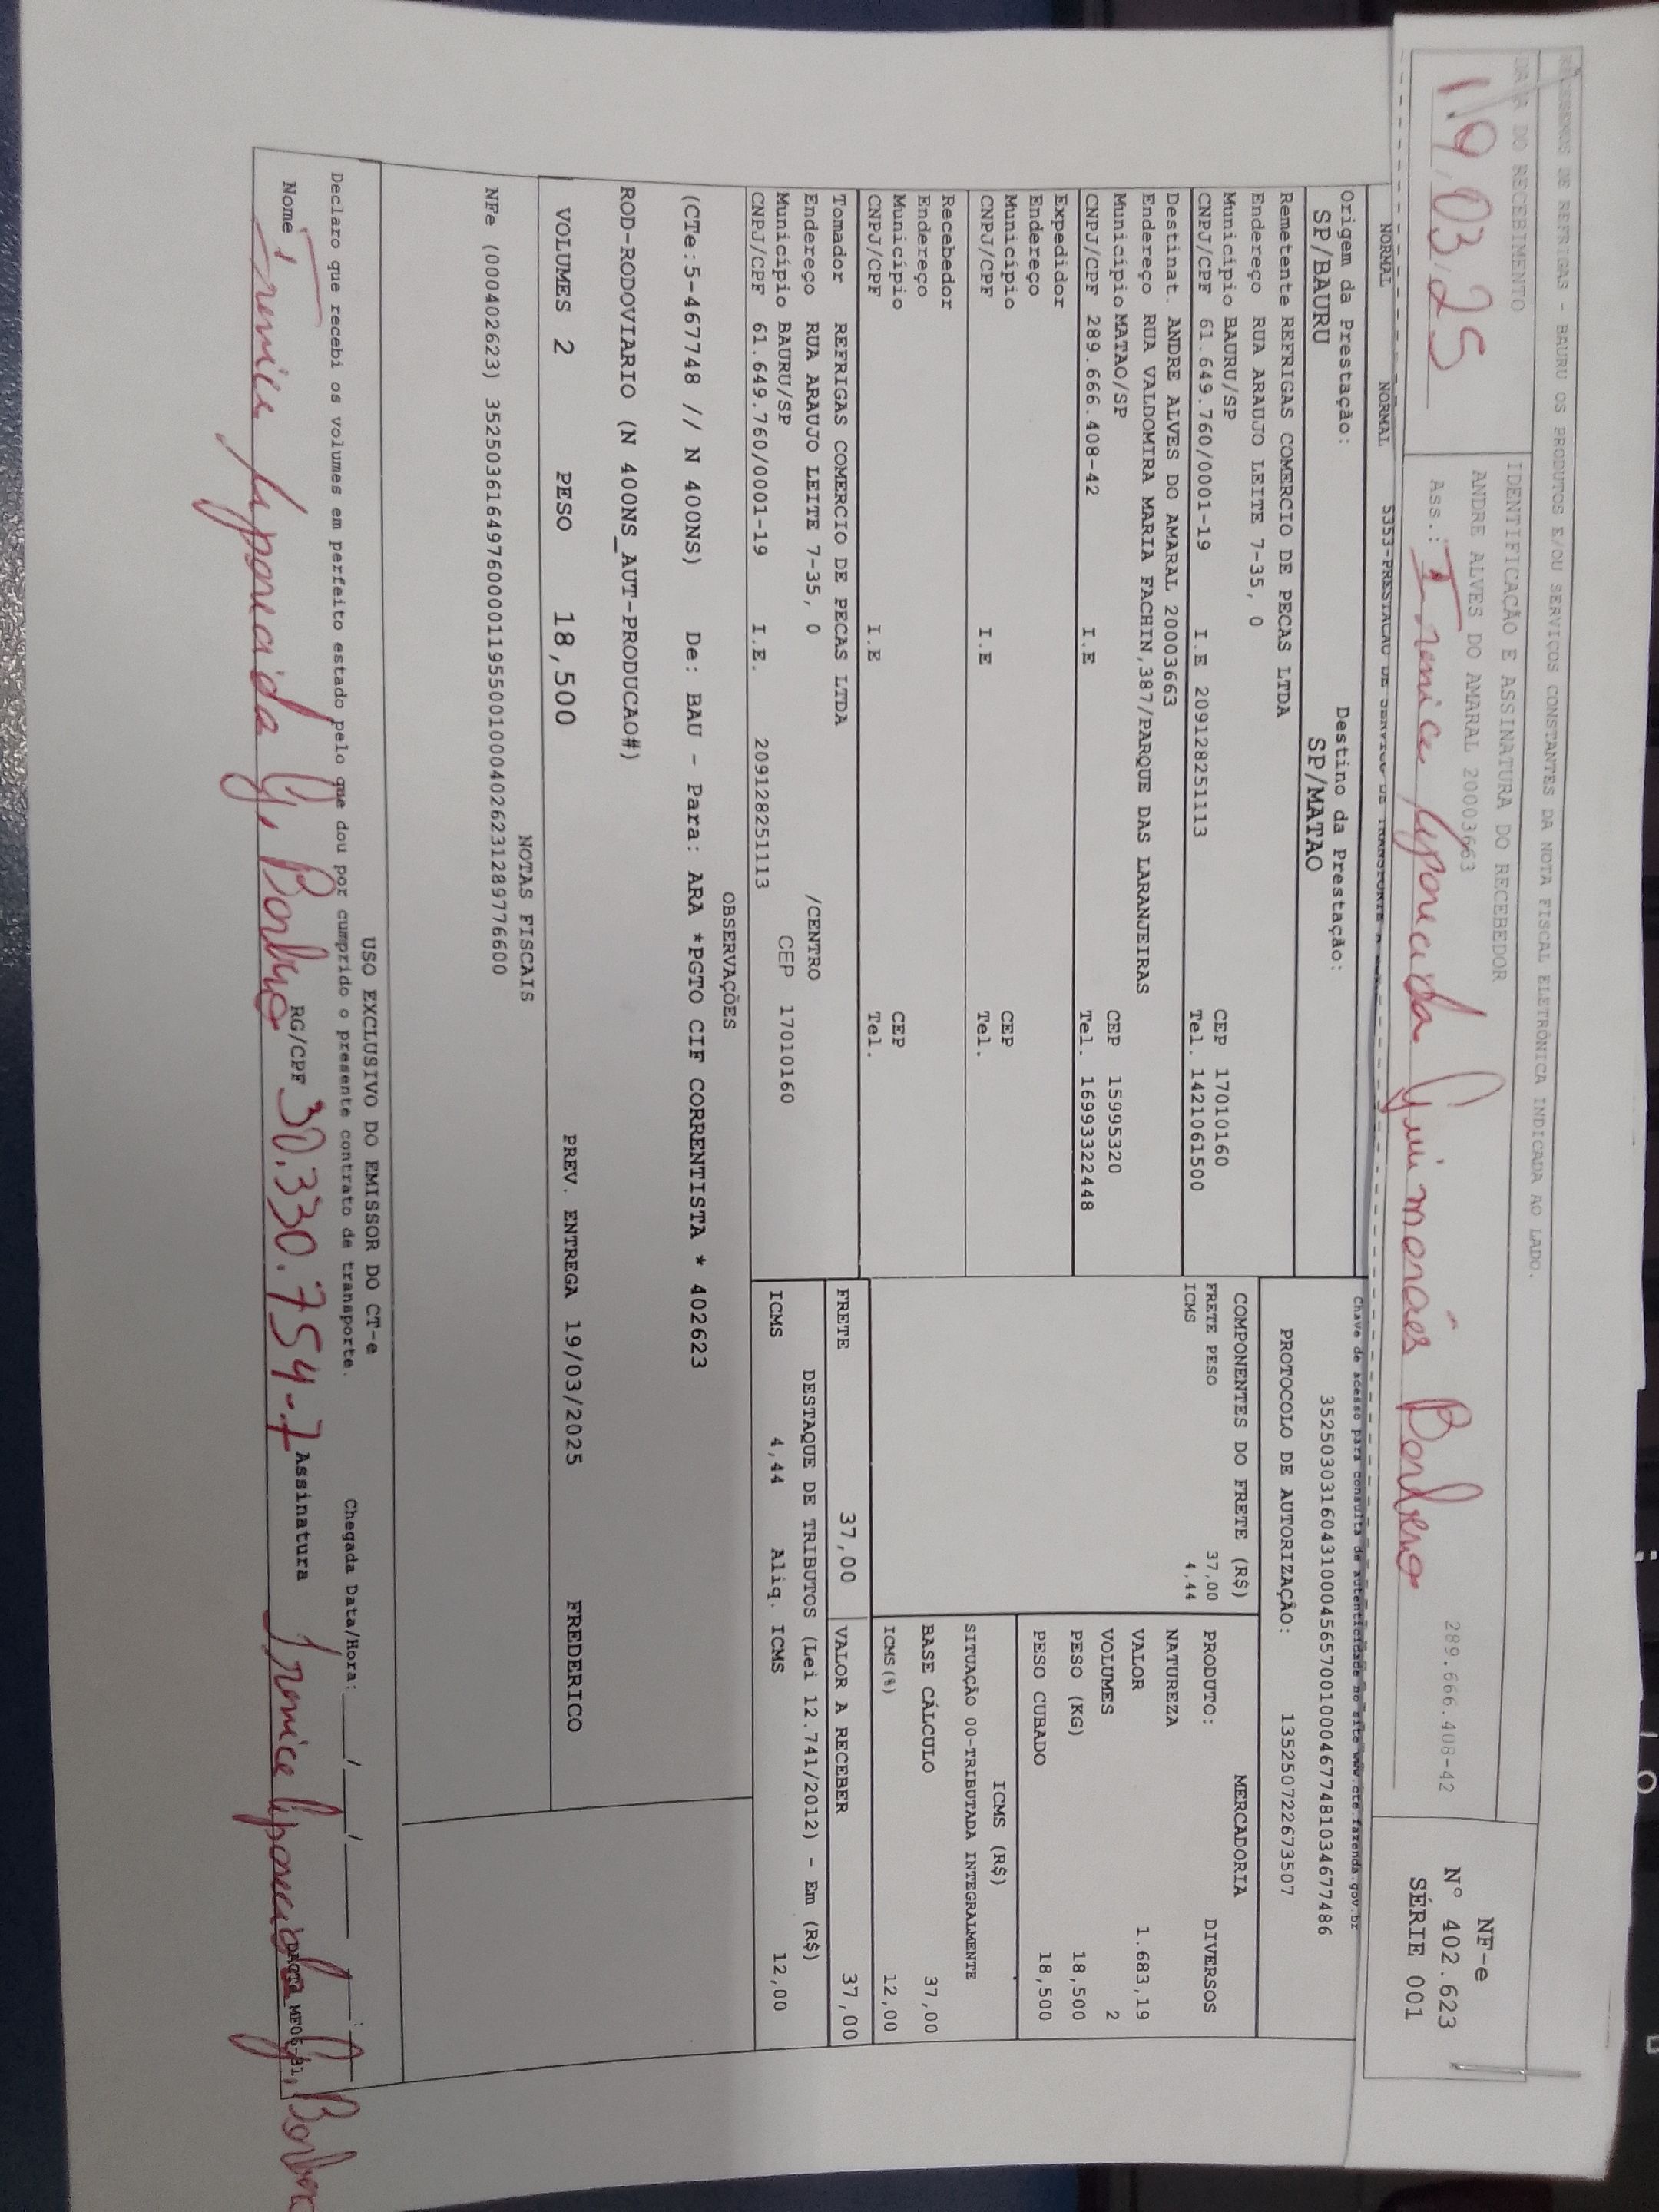 RECEBEMOS DE REFRIGAS - BAURU OS PRODUTOS E/OU SERVIÇOS CONSTANTES DA NOTA FISCAL ELETRÔNICA INDICADA AO LADO.
DATA DO RECEBIMENTO
IDENTIFICAÇÃO E ASSINATURA DO RECEBEDOR
ANDRE ALVES DO AMARAL 20003663
289.666.408-42
19/03/25
Ass.: Irenice Aparecida Guimarães Barbero
NF-e
Nº 402.623
SÉRIE 001
NORMAL NORMAL 5353-PRESTACAO DE SERVICO DE TRANSPORTE A
Chave de acesso para consulta de autenticidade no site www.cte.fazenda.gov.br
Origem da Prestação:
SP/BAURU
Destino da Prestação:
SP/MATAO
35250303160431000456570010004677481034677486
PROTOCOLO DE AUTORIZAÇÃO: 135250722673507
Remetente REFRIGAS COMERCIO DE PECAS LTDA
Endereço RUA ARAUJO LEITE 7-35, 0
Município BAURU/SP CEP 17010160
CNPJ/CPF 61.649.760/0001-19 I.E 209128251113 Tel. 1421061500
Destinat. ANDRE ALVES DO AMARAL 20003663
Endereço RUA VALDOMIRA MARIA FACHIN,387/PARQUE DAS LARANJEIRAS
Município MATAO/SP CEP 15995320
CNPJ/CPF 289.666.408-42 I.E Tel. 16993322448
Expedidor
Endereço
Município CEP
CNPJ/CPF I.E Tel.
Recebedor
Endereço
Município CEP
CNPJ/CPF I.E Tel.
COMPONENTES DO FRETE (R$)
FRETE PESO 37,00
ICMS 4,44
MERCADORIA
PRODUTO: DIVERSOS
NATUREZA
VALOR 1.683,19
VOLUMES 2
PESO (KG) 18,500
PESO CUBADO 18,500
ICMS (R$)
SITUAÇÃO 00-TRIBUTADA INTEGRALMENTE
BASE CÁLCULO 37,00
ICMS(%) 12,00
Tomador REFRIGAS COMERCIO DE PECAS LTDA
Endereço RUA ARAUJO LEITE 7-35, 0 /CENTRO
Município BAURU/SP CEP 17010160
CNPJ/CPF 61.649.760/0001-19 I.E. 209128251113
FRETE 37,00 VALOR A RECEBER 37,00
DESTAQUE DE TRIBUTOS (Lei 12.741/2012) - Em (R$)
ICMS 4,44 Aliq. ICMS 12,00
OBSERVAÇÕES
(CTe:5-467748 // N 400NS) De: BAU - Para: ARA *PGTO CIF CORRENTISTA * 402623
ROD-RODOVIARIO (N 400NS_AUT-PRODUCAO#)
VOLUMES 2 PESO 18,500 PREV. ENTREGA 19/03/2025 FREDERICO
NOTAS FISCAIS
NFe (000402623) 35250361649760000119550010004026231289776600
USO EXCLUSIVO DO EMISSOR DO CT-e
Declaro que recebi os volumes em perfeito estado pelo que dou por cumprido o presente contrato de transporte. Chegada Data/Hora:___/___/_____ ___:___
Nome Irenice Aparecida G. Barbero RG/CPF 30.330.754-7 Assinatura Irenice Aparecida G. Barbero